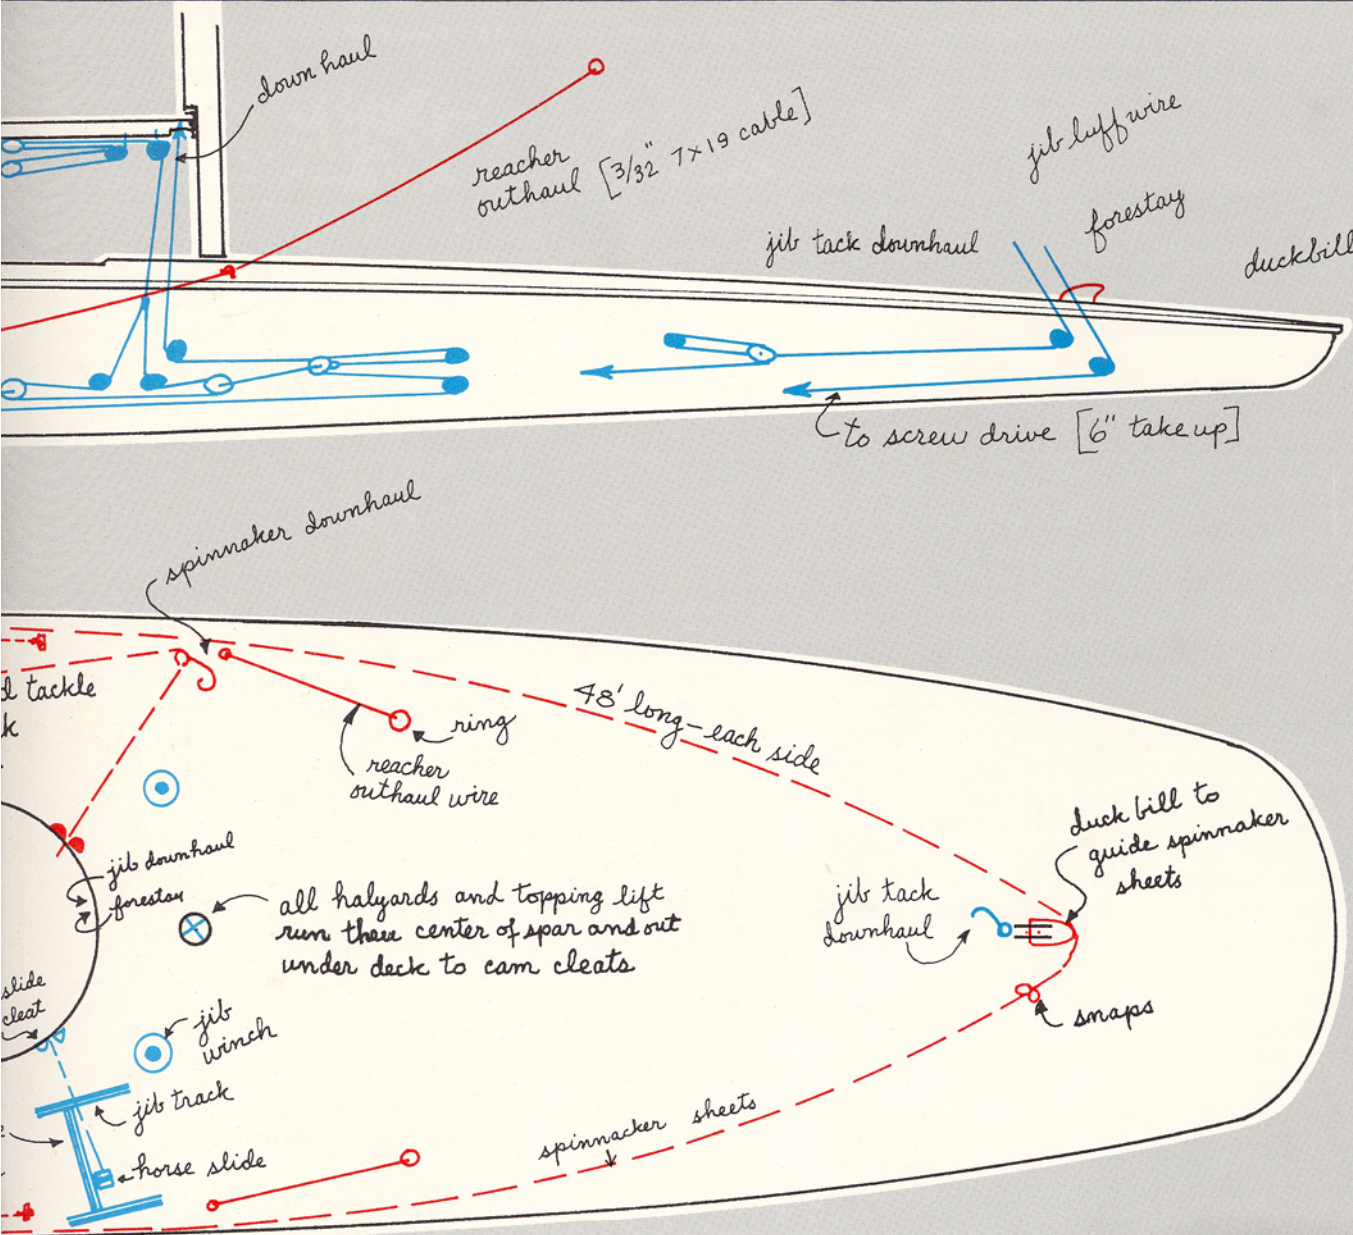 down haul
reacher
outhaul [3/32" 7x19 cable]
jib luff wire
forestay
jib tack downhaul
duckbill
to screw drive [6" take up]
spinnaker downhaul
d tackle
k
48' long - each side
ring
reacher
outhaul wire
duck bill to
guide spinnaker
sheets
jib downhaul
forestay
all halyards and topping lift
run thru center of spar and out
under deck to cam cleats
jib tack
downhaul
slide
cleat
snaps
jib
winch
jib track
spinnacker sheets
horse slide